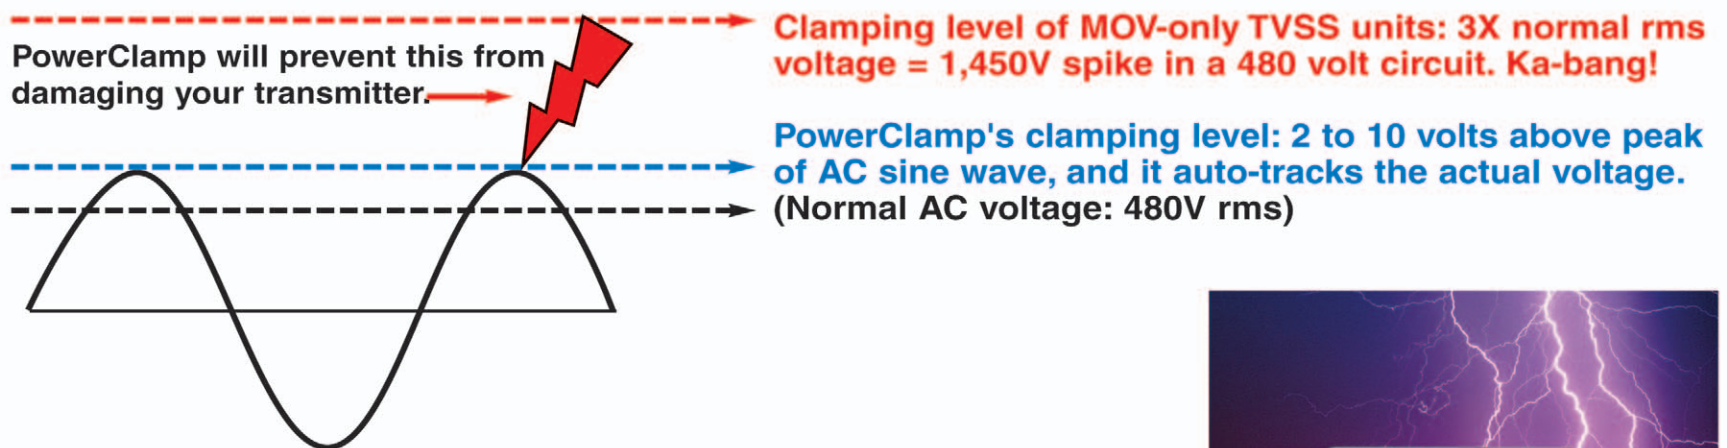 PowerClamp will prevent this from
damaging your transmitter.
Clamping level of MOV-only TVSS units: 3X normal rms
voltage = 1,450V spike in a 480 volt circuit. Ka-bang!
PowerClamp's clamping level: 2 to 10 volts above peak
of AC sine wave, and it auto-tracks the actual voltage.
(Normal AC voltage: 480V rms)